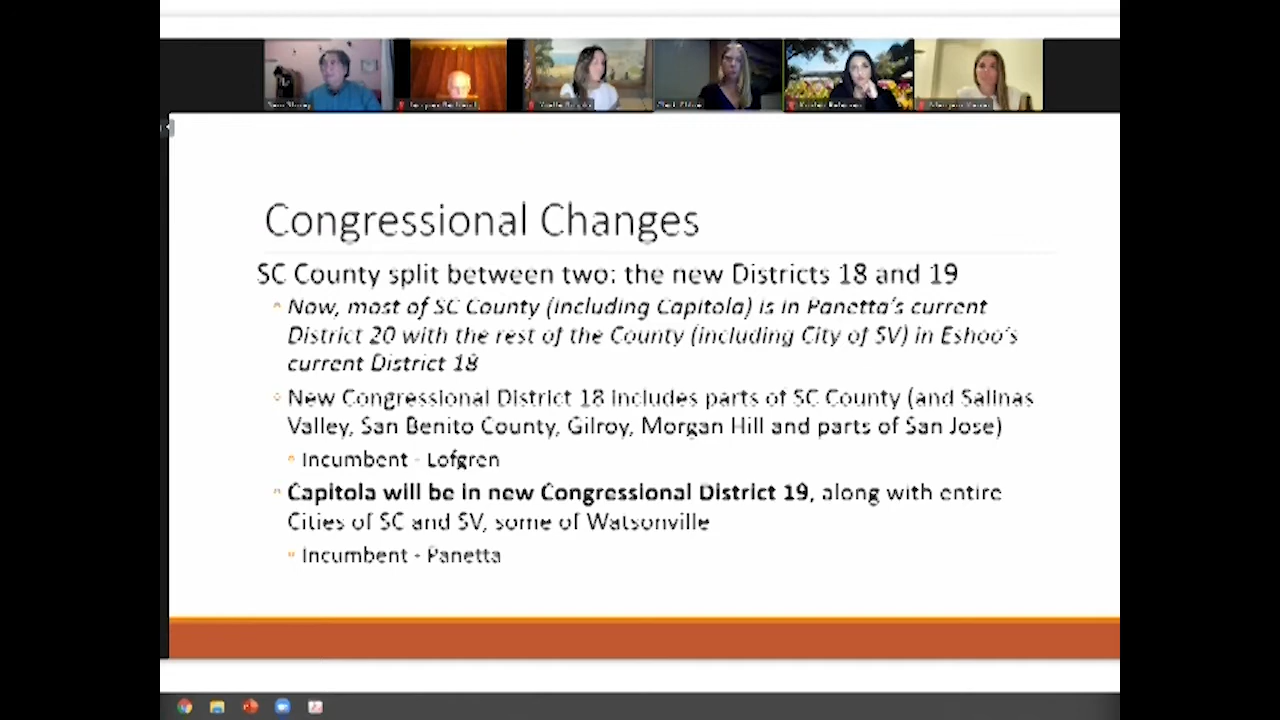 Congressional Changes
SC County split between two: the new Districts 18 and 19
Now, most of SC County (including Capitola) is in Panetta's current
District 20 with the rest of the County (including City of SV) in Eshoo's
current District 18
New Congressional District 18 includes parts of SC County (and Salinas
Valley, San Benito County, Gilroy, Morgan Hill and parts of San Jose)
Incumbent - Lofgren
Capitola will be in new Congressional District 19, along with entire
Cities of SC and SV, some of Watsonville
Incumbent - Panetta